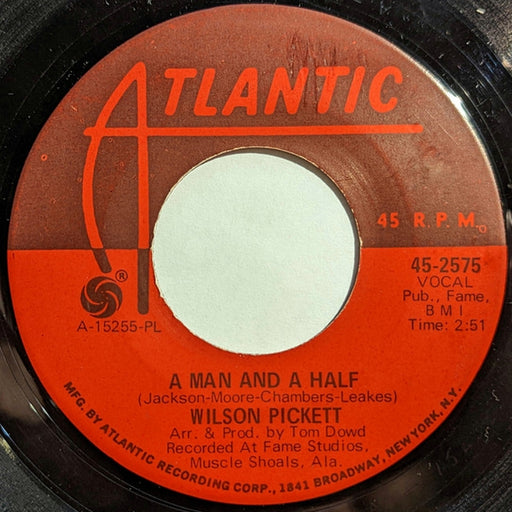 ATLANTIC
45 R.P.M.
®
A-15255-PL
45-2575
VOCAL
Pub., Fame,
BMI
Time: 2:51
A MAN AND A HALF
(Jackson-Moore-Chambers-Leakes)
WILSON PICKETT
Arr. & Prod. by Tom Dowd
Recorded At Fame Studios,
Muscle Shoals, Ala.
MFG. BY ATLANTIC RECORDING CORP., 1841 BROADWAY, NEW YORK, N.Y.